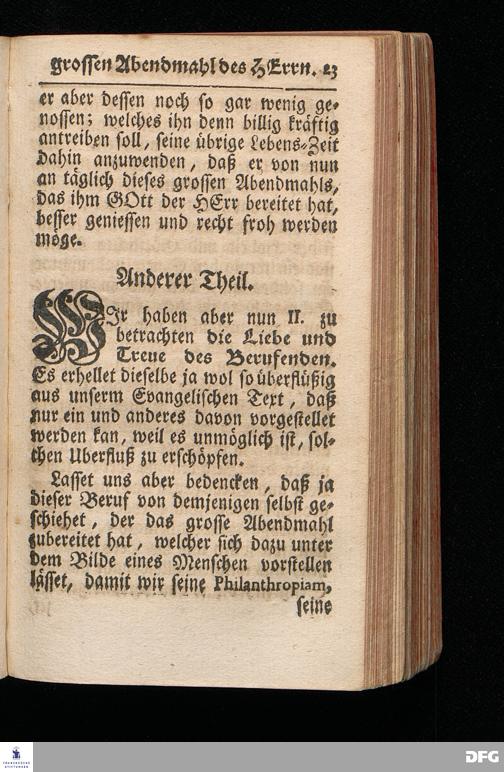 grossen Abendmahl des HErrn. 23
er aber dessen noch so gar wenig ge-
nossen; welches ihn denn billig kräftig
antreiben soll, seine übrige Lebens-Zeit
dahin anzuwenden, daß er von nun
an täglich dieses grossen Abendmahls,
das ihm GOtt der HErr bereitet hat,
besser geniessen und recht froh werden
möge.
Anderer Theil.
WIr haben aber nun II. zu
betrachten die Liebe und
Treue des Berufenden.
Es erhellet dieselbe ja wol so überflüßig
aus unserm Evangelischen Text, daß
nur ein und anderes davon vorgestellet
werden kan, weil es unmöglich ist, sol-
chen Uberfluß zu erschöpfen.
Lasset uns aber bedencken, daß ja
dieser Beruf von demjenigen selbst ge-
schiehet, der das grosse Abendmahl
zubereitet hat, welcher sich dazu unter
dem Bilde eines Menschen vorstellen
lässet, damit wir seine Philanthropiam,
seine
FRANCKESCHE
STIFTUNGEN
DFG